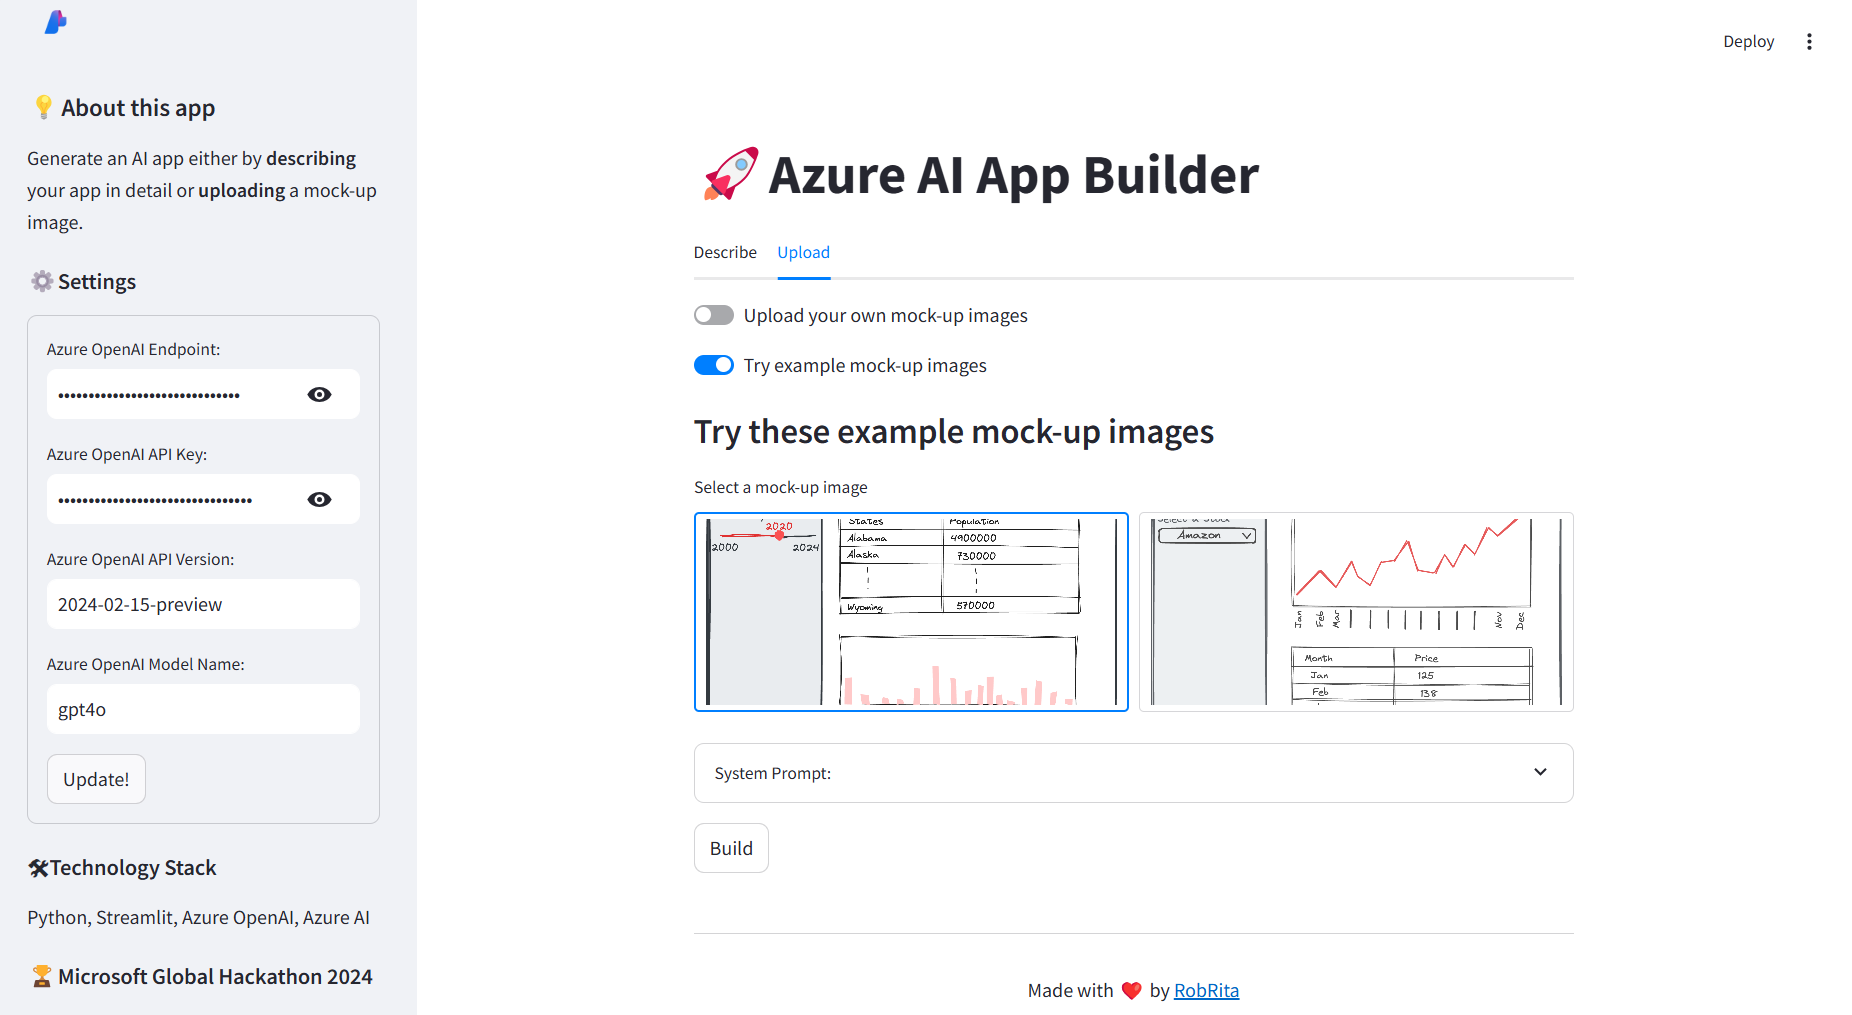 Deploy
About this app
Generate an AI app either by describing
your app in detail or uploading a mock-up
image.
Settings
Azure OpenAI Endpoint:
Azure OpenAI API Key:
Azure OpenAI API Version:
2024-02-15-preview
Azure OpenAI Model Name:
gpt4o
Update!
Technology Stack
Python, Streamlit, Azure OpenAI, Azure AI
Microsoft Global Hackathon 2024
Azure AI App Builder
Describe Upload
Upload your own mock-up images
Try example mock-up images
Try these example mock-up images
Select a mock-up image
2020
2000 2024
States Population
Alabama 4900000
Alaska 730000
Wyoming 570000
Select a Stock
Amazon
Jan Feb Mar Nov Dec
Month Price
Jan 125
Feb 138
System Prompt:
Build
Made with ❤️ by RobRita